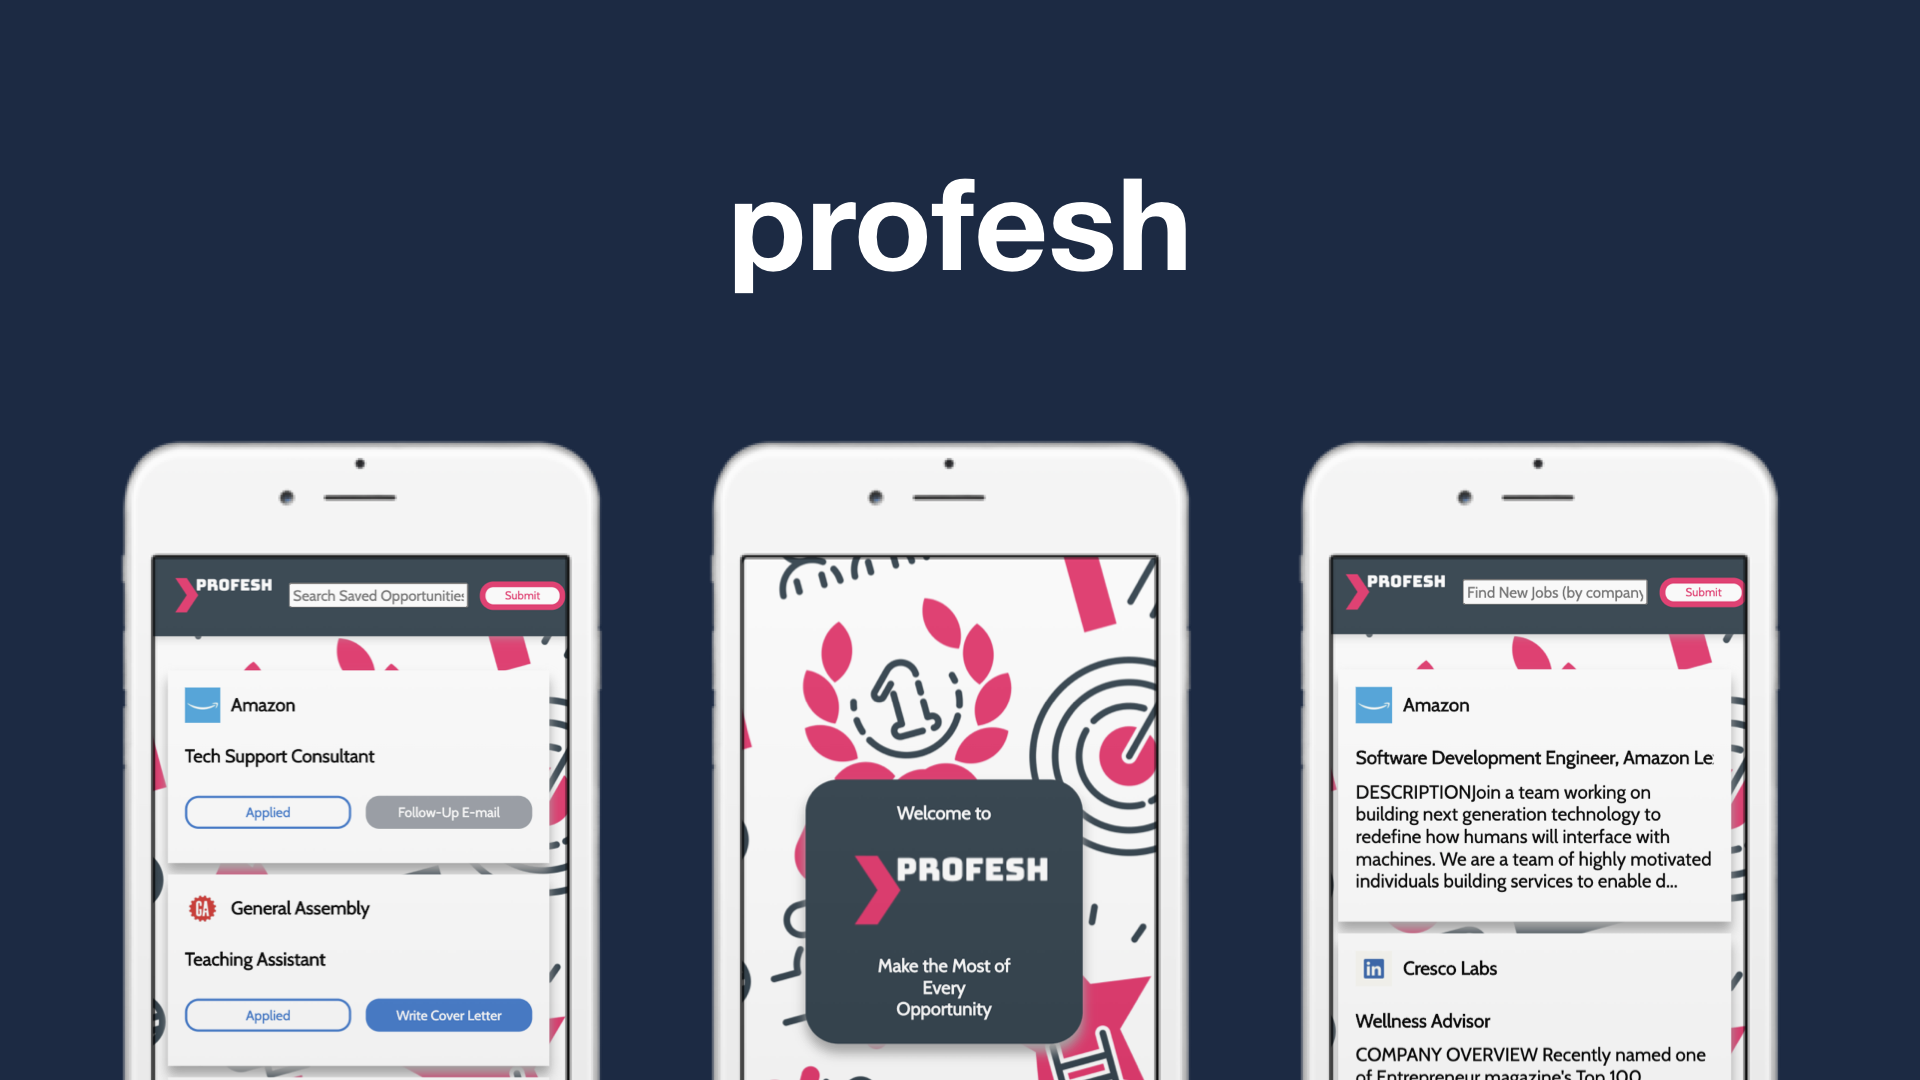 profesh
PROFESH
Search Saved Opportunities
Submit
Amazon
Tech Support Consultant
Applied
Follow-Up E-mail
GA
General Assembly
Teaching Assistant
Applied
Write Cover Letter
1
Welcome to
PROFESH
Make the Most of
Every
Opportunity
PROFESH
Find New Jobs (by company
Submit
Amazon
Software Development Engineer, Amazon Le
DESCRIPTIONJoin a team working on
building next generation technology to
redefine how humans will interface with
machines. We are a team of highly motivated
individuals building services to enable d...
in
Cresco Labs
Wellness Advisor
COMPANY OVERVIEW Recently named one
of Entrepreneur magazine's Top 100